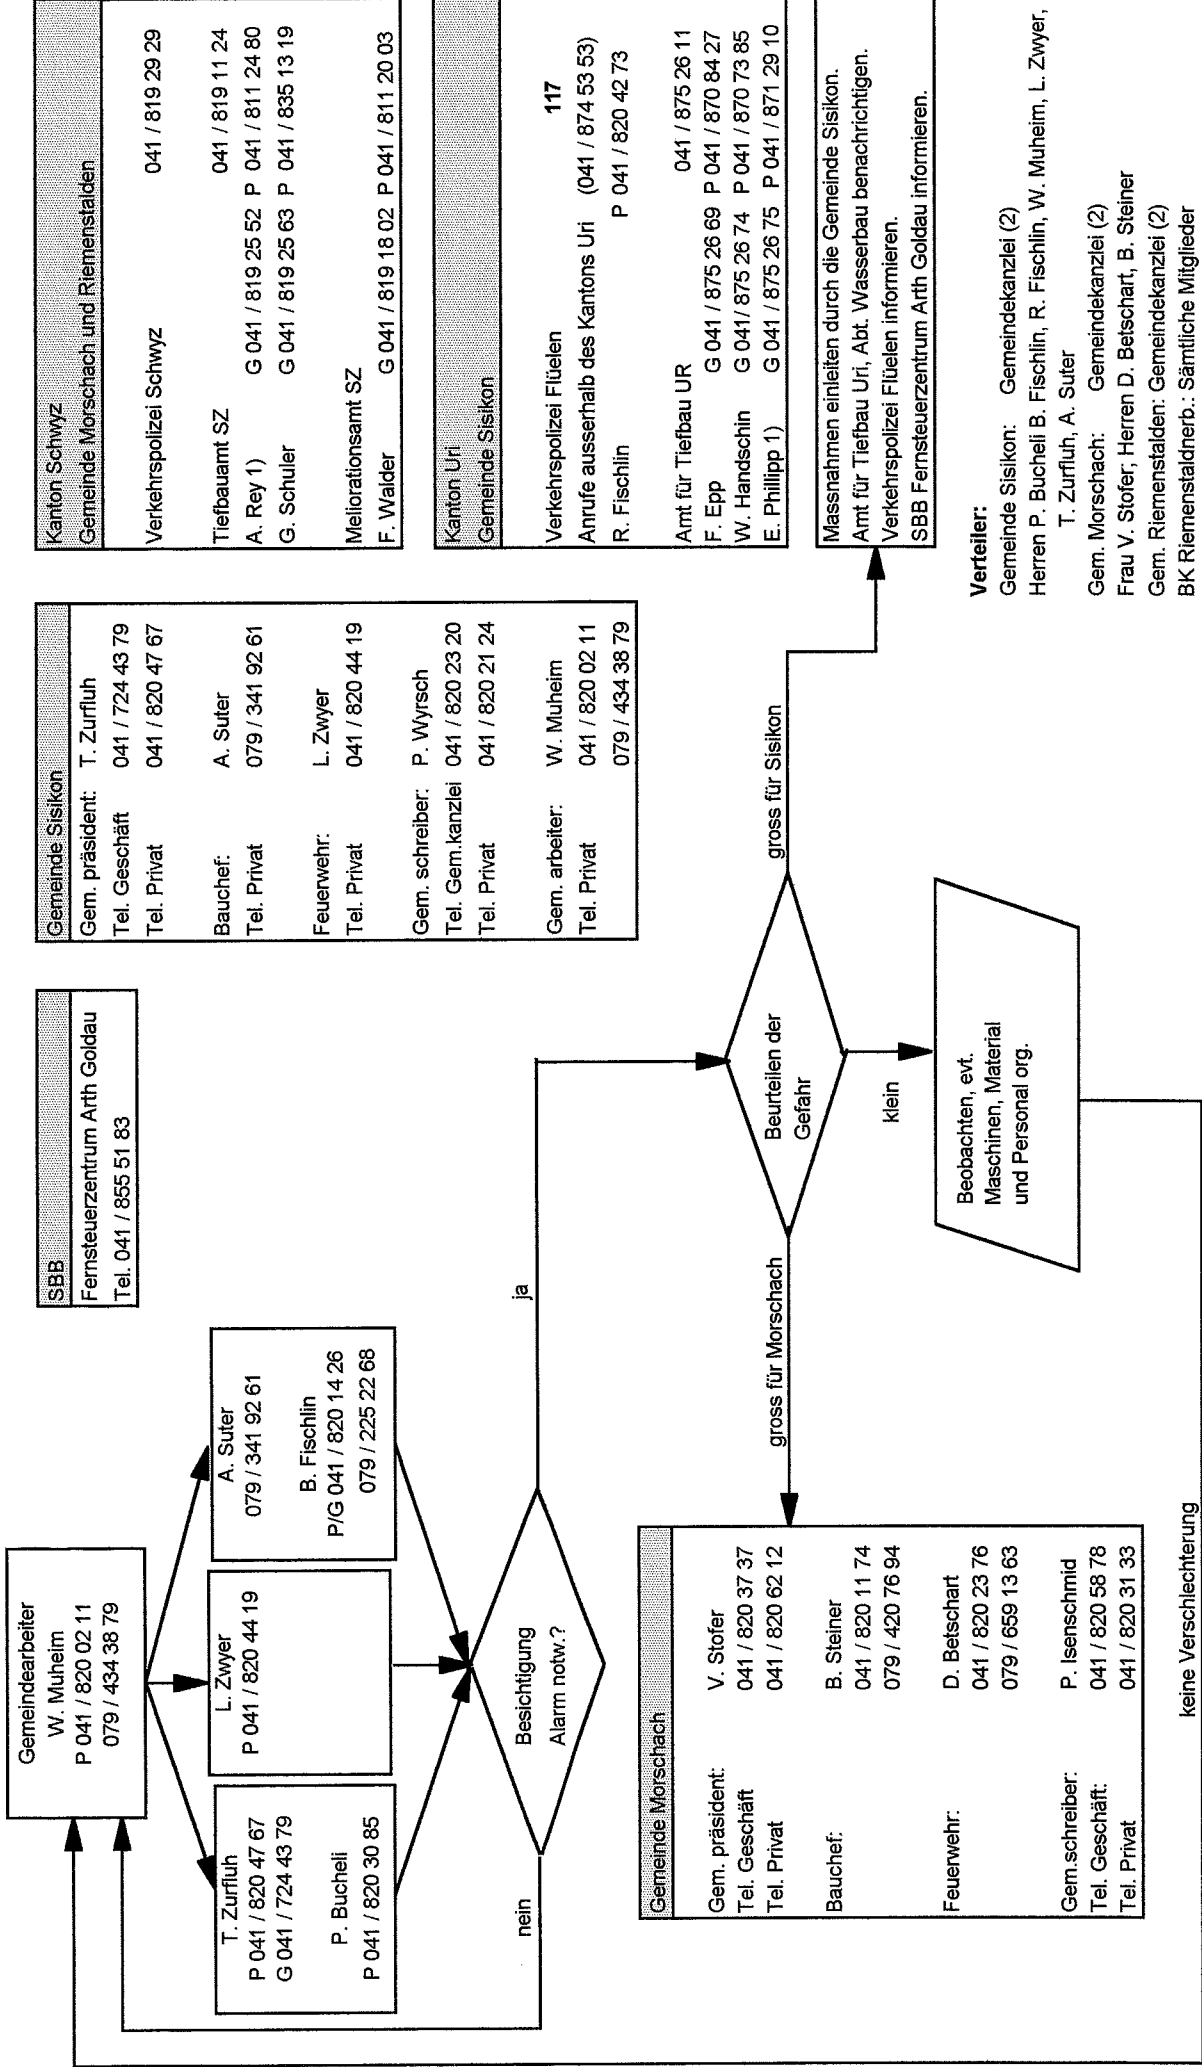 Gemeindearbeiter
W. Muheim
P 041 / 820 02 11
079 / 434 38 79
T. Zurfluh
P 041 / 820 47 67
G 041 / 724 43 79
P. Bucheli
P 041 / 820 30 85
L. Zwyer
P 041 / 820 44 19
A. Suter
079 / 341 92 61
B. Fischlin
P/G 041 / 820 14 26
079 / 225 22 68
Besichtigung
Alarm notw.?
nein
ja
SBB
Fernsteuerzentrum Arth Goldau
Tel. 041 / 855 51 83
Gemeinde Sisikon
Gem. präsident: T. Zurfluh
Tel. Geschäft 041 / 724 43 79
Tel. Privat 041 / 820 47 67
Bauchef: A. Suter
Tel. Privat 079 / 341 92 61
Feuerwehr: L. Zwyer
Tel. Privat 041 / 820 44 19
Gem. schreiber: P. Wyrsch
Tel. Gem.kanzlei 041 / 820 23 20
Tel. Privat 041 / 820 21 24
Gem. arbeiter: W. Muheim
Tel. Privat 041 / 820 02 11
079 / 434 38 79
Kanton Schwyz
Gemeinde Morschach und Riemenstalden
Verkehrspolizei Schwyz 041 / 819 29 29
Tiefbauamt SZ 041 / 819 11 24
A. Rey 1) G 041 / 819 25 52 P 041 / 811 24 80
G. Schuler G 041 / 819 25 63 P 041 / 835 13 19
Meliorationsamt SZ
F. Walder G 041 / 819 18 02 P 041 / 811 20 03
Kanton Uri
Gemeinde Sisikon
Verkehrspolizei Flüelen 117
Anrufe ausserhalb des Kantons Uri (041 / 874 53 53)
R. Fischlin P 041 / 820 42 73
Amt für Tiefbau UR 041 / 875 26 11
F. Epp G 041 / 875 26 69 P 041 / 870 84 27
W. Handschin G 041/ 875 26 74 P 041 / 870 73 85
E. Phillipp 1) G 041 / 875 26 75 P 041 / 871 29 10
Gemeinde Morschach
Gem. präsident: V. Stofer
Tel. Geschäft 041 / 820 37 37
Tel. Privat 041 / 820 62 12
Bauchef: B. Steiner
041 / 820 11 74
079 / 420 76 94
Feuerwehr: D. Betschart
041 / 820 23 76
079 / 659 13 63
Gem.schreiber: P. Isenschmid
Tel. Geschäft: 041 / 820 58 78
Tel. Privat 041 / 820 31 33
gross für Morschach
Beurteilen der
Gefahr
gross für Sisikon
klein
Beobachten, evt.
Maschinen, Material
und Personal org.
keine Verschlechterung
Massnahmen einleiten durch die Gemeinde Sisikon.
Amt für Tiefbau Uri, Abt. Wasserbau benachrichtigen.
Verkehrspolizei Flüelen informieren.
SBB Fernsteuerzentrum Arth Goldau informieren.
Verteiler:
Gemeinde Sisikon: Gemeindekanzlei (2)
Herren P. Bucheli B. Fischlin, R. Fischlin, W. Muheim, L. Zwyer,
T. Zurfluh, A. Suter
Gem. Morschach: Gemeindekanzlei (2)
Frau V. Stofer; Herren D. Betschart, B. Steiner
Gem. Riemenstalden: Gemeindekanzlei (2)
BK Riemenstaldnerb.: Sämtliche Mitglieder